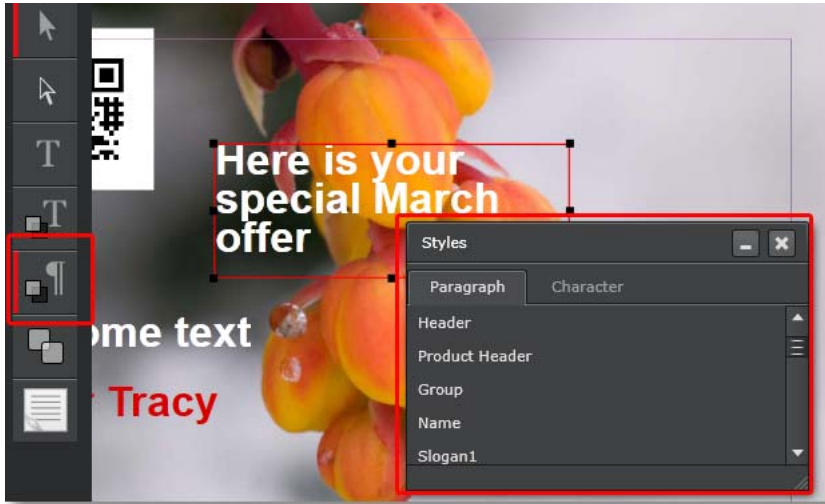 T
T
¶
Here is your
special March
offer
ome text
Tracy
Styles
Paragraph
Character
Header
Product Header
Group
Name
Slogan1